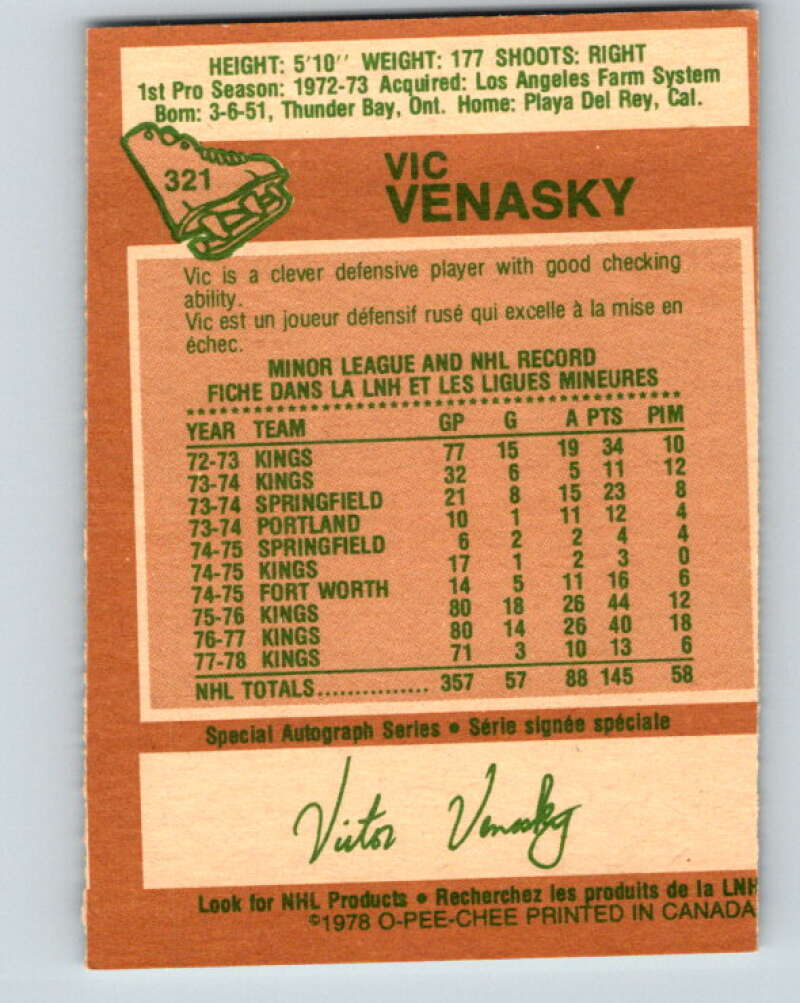 HEIGHT: 5'10'' WEIGHT: 177 SHOOTS: RIGHT
1st Pro Season: 1972-73 Acquired: Los Angeles Farm System
Born: 3-6-51, Thunder Bay, Ont. Home: Playa Del Rey, Cal.
321
VIC
VENASKY
Vic is a clever defensive player with good checking
ability.
Vic est un joueur défensif rusé qui excelle à la mise en
échec.
MINOR LEAGUE AND NHL RECORD
FICHE DANS LA LNH ET LES LIGUES MINEURES
YEAR TEAM GP G A PTS PIM
72-73 KINGS 77 15 19 34 10
73-74 KINGS 32 6 5 11 12
73-74 SPRINGFIELD 21 8 15 23 8
73-74 PORTLAND 10 1 11 12 4
74-75 SPRINGFIELD 6 2 2 4 4
74-75 KINGS 17 1 2 3 0
74-75 FORT WORTH 14 5 11 16 6
75-76 KINGS 80 18 26 44 12
76-77 KINGS 80 14 26 40 18
77-78 KINGS 71 3 10 13 6
NHL TOTALS............... 357 57 88 145 58
Special Autograph Series • Série signée spéciale
Victor Venasky
Look for NHL Products • Recherchez les produits de la LNH
©1978 O-PEE-CHEE PRINTED IN CANADA